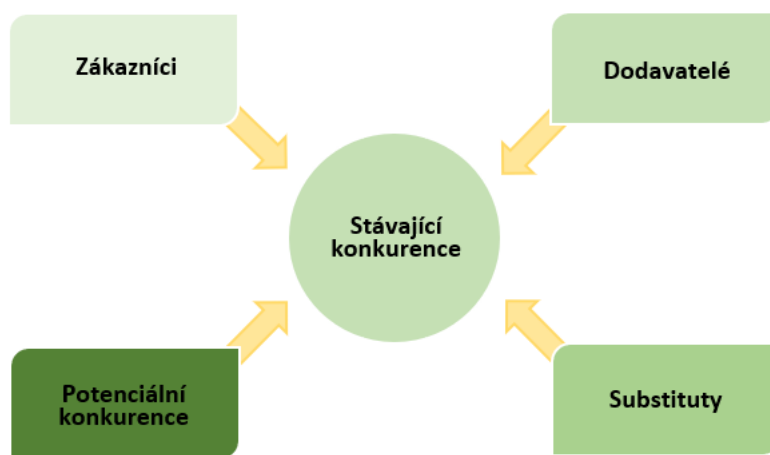 Zákazníci
Dodavatelé
Stávající
konkurence
Potenciální
konkurence
Substituty